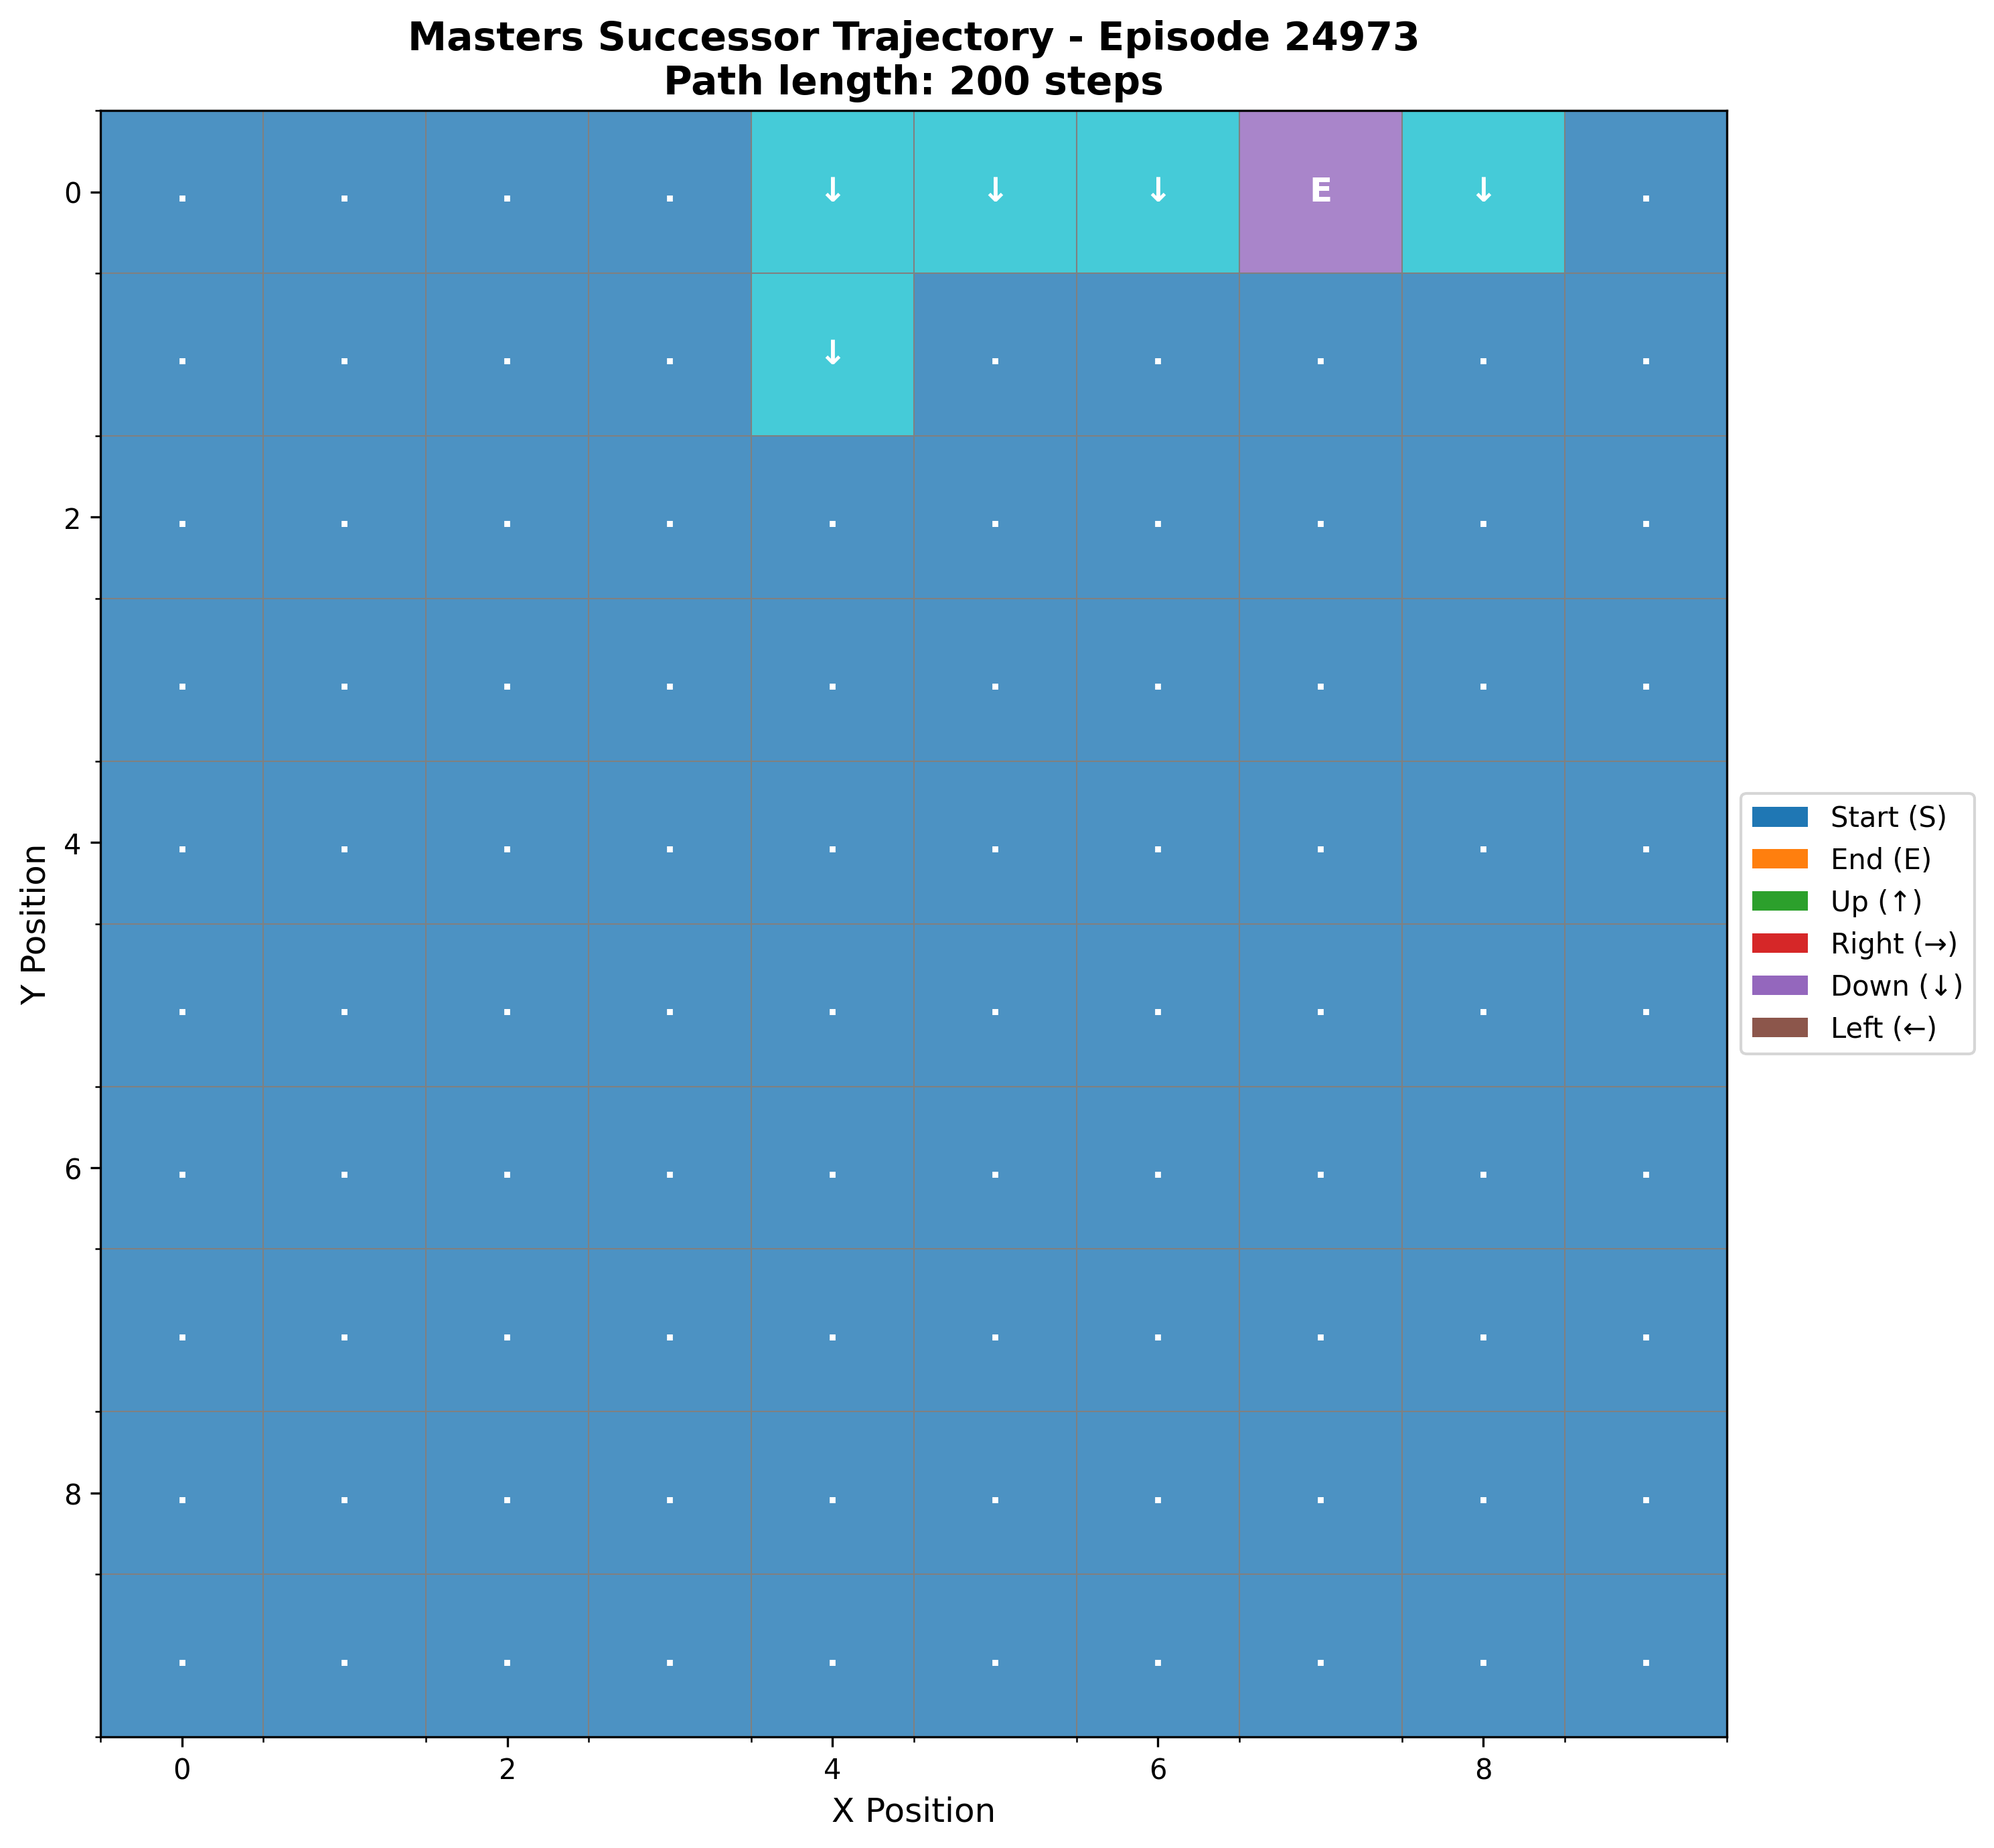 Masters Successor Trajectory - Episode 24973
Path length: 200 steps
0
. . . . ↓ ↓ ↓ E ↓ .
. . . . ↓ . . . . .
2
. . . . . . . . . .
. . . . . . . . . .
4
. . . . . . . . . .
. . . . . . . . . .
6
. . . . . . . . . .
. . . . . . . . . .
8
. . . . . . . . . .
. . . . . . . . . .
Y Position
0 2 4 6 8
X Position
Start (S)
End (E)
Up (↑)
Right (→)
Down (↓)
Left (←)